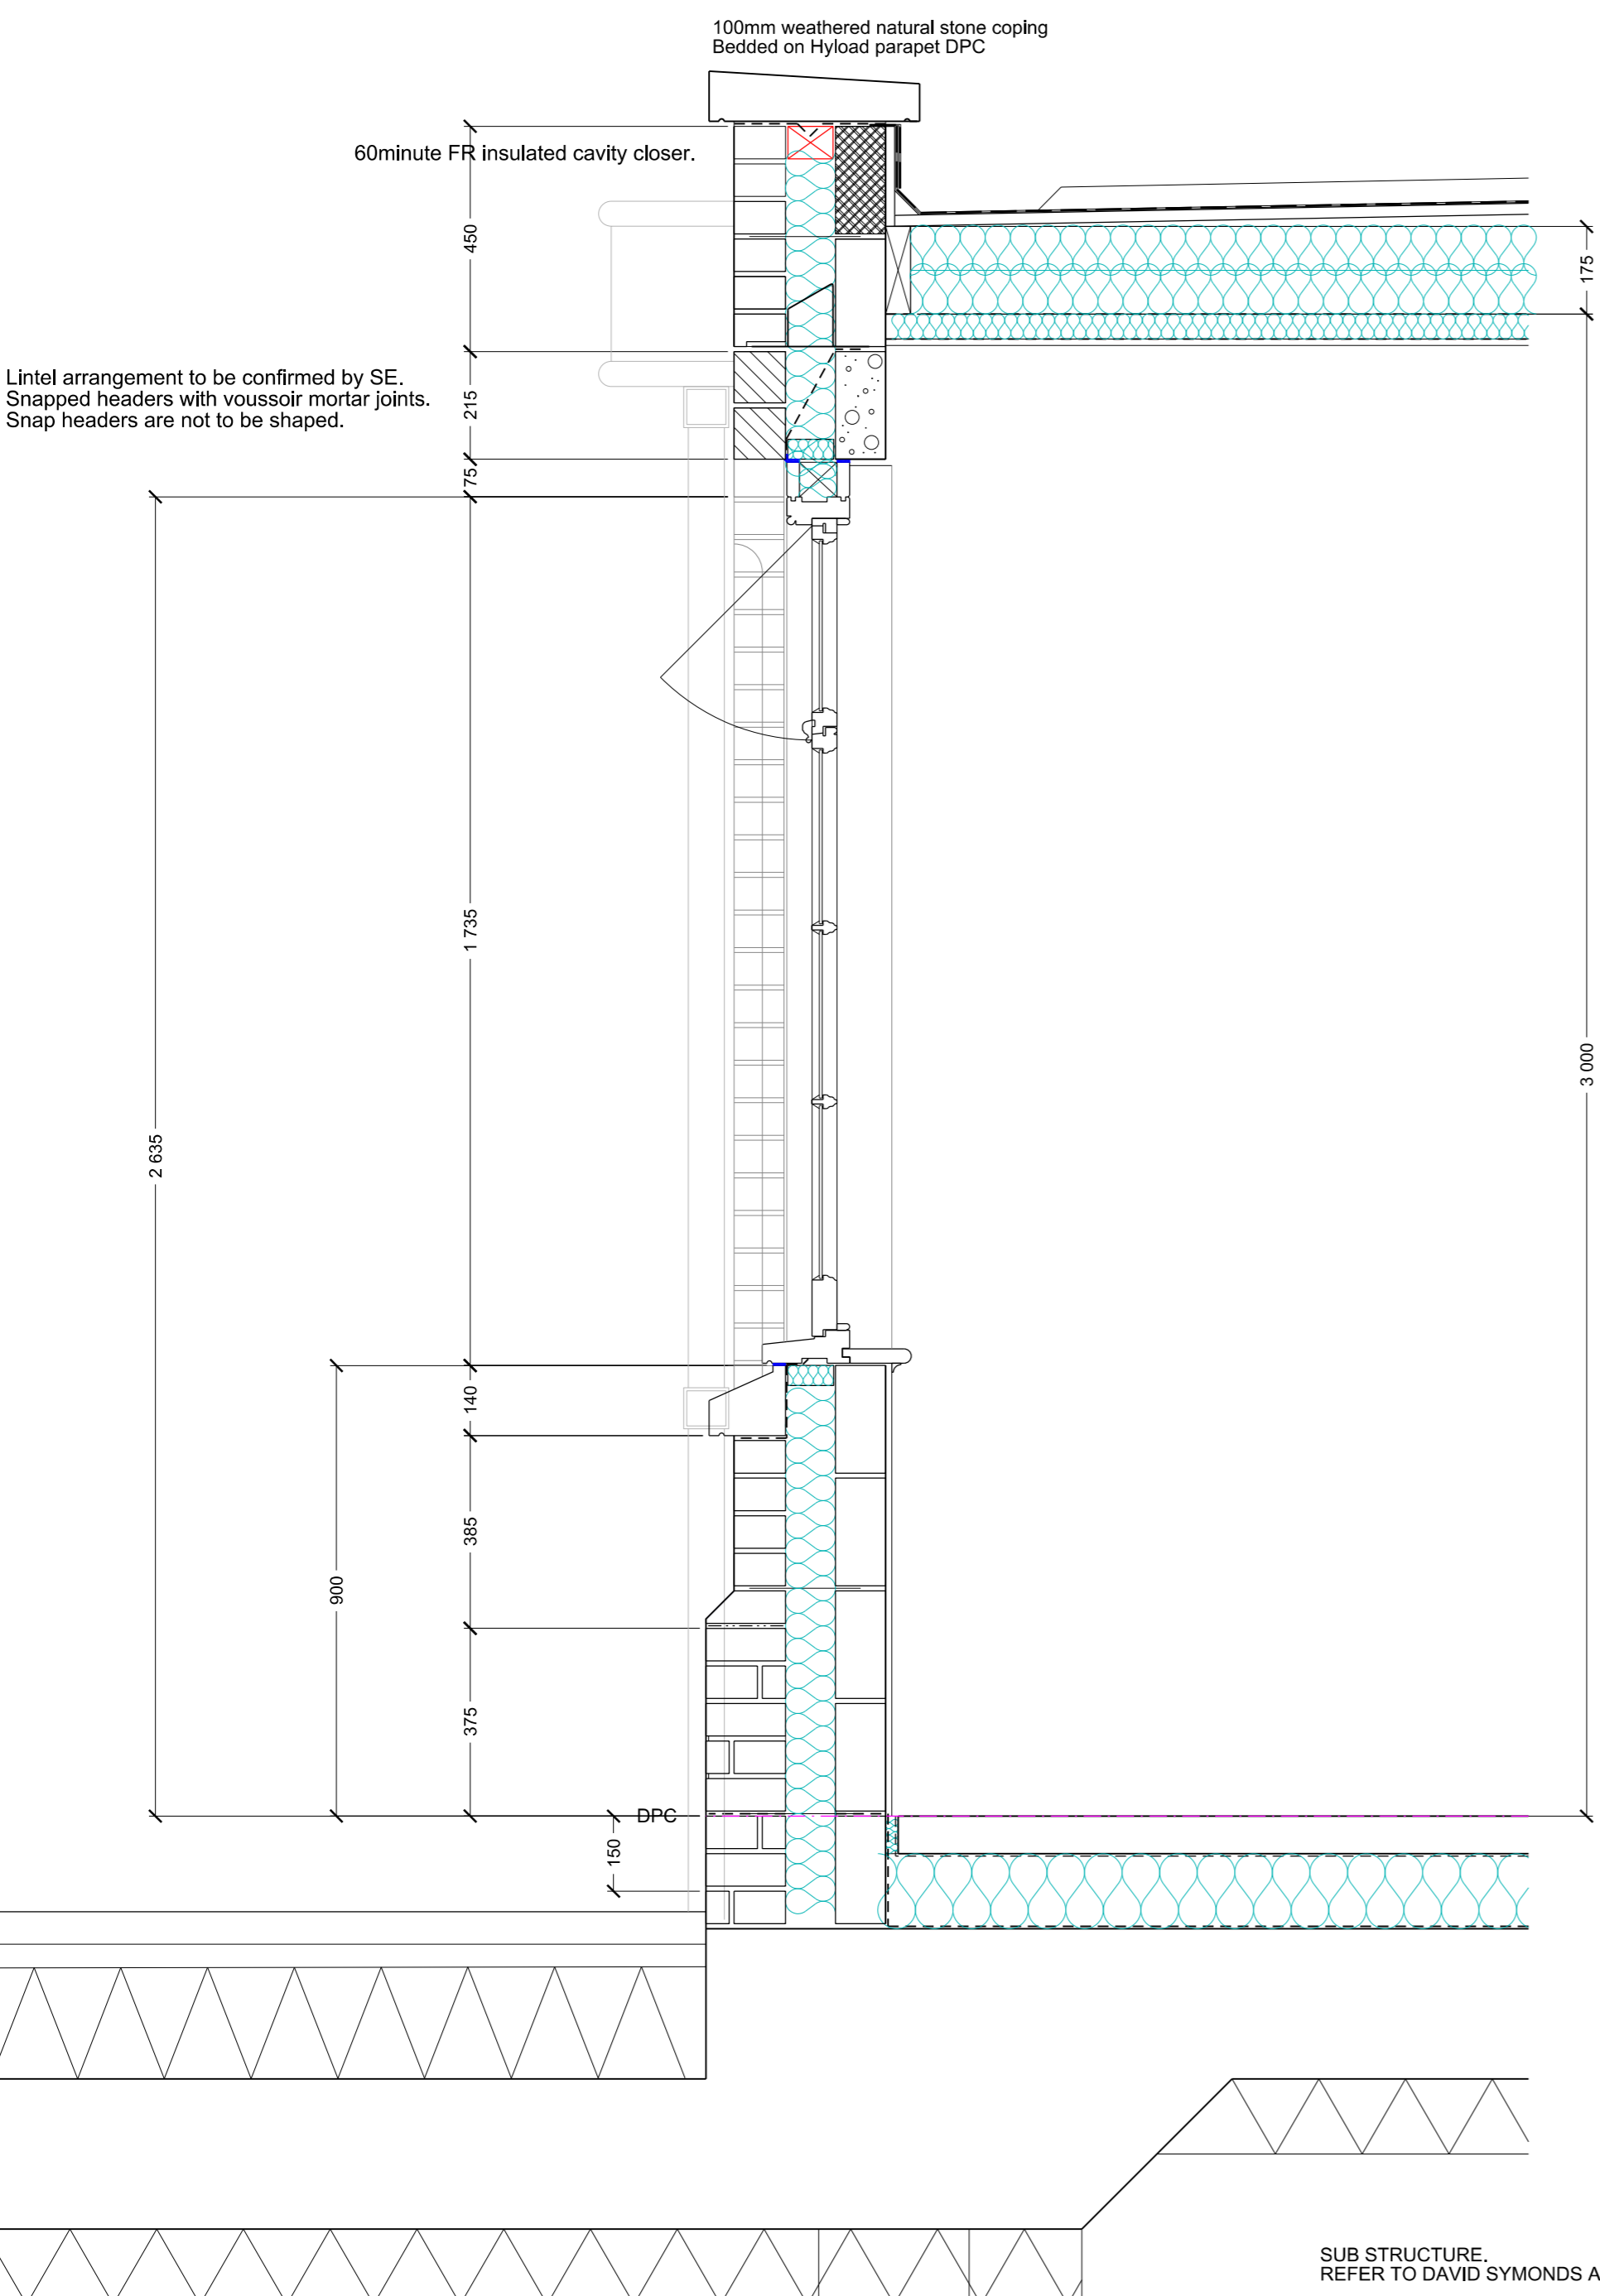 100mm weathered natural stone coping
Bedded on Hyload parapet DPC
60minute FR insulated cavity closer.
450
175
Lintel arrangement to be confirmed by SE.
Snapped headers with voussoir mortar joints.
Snap headers are not to be shaped.
215
75
1 735
3 000
2 635
140
385
900
375
DPC
150
SUB STRUCTURE.
REFER TO DAVID SYMONDS A